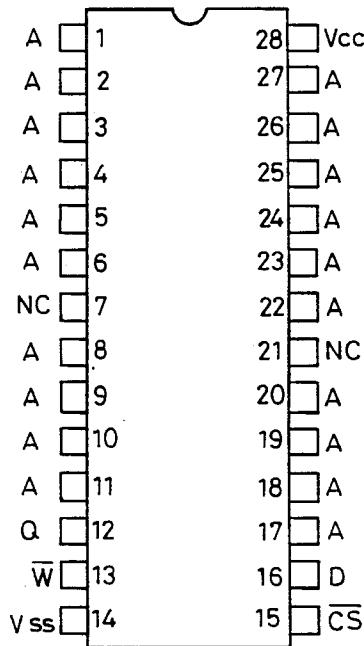 A 1 28 Vcc
A 2 27 A
A 3 26 A
A 4 25 A
A 5 24 A
A 6 23 A
NC 7 22 A
A 8 21 NC
A 9 20 A
A 10 19 A
A 11 18 A
Q 12 17 A
W̅ 13 16 D
Vss 14 15 C̅S̅